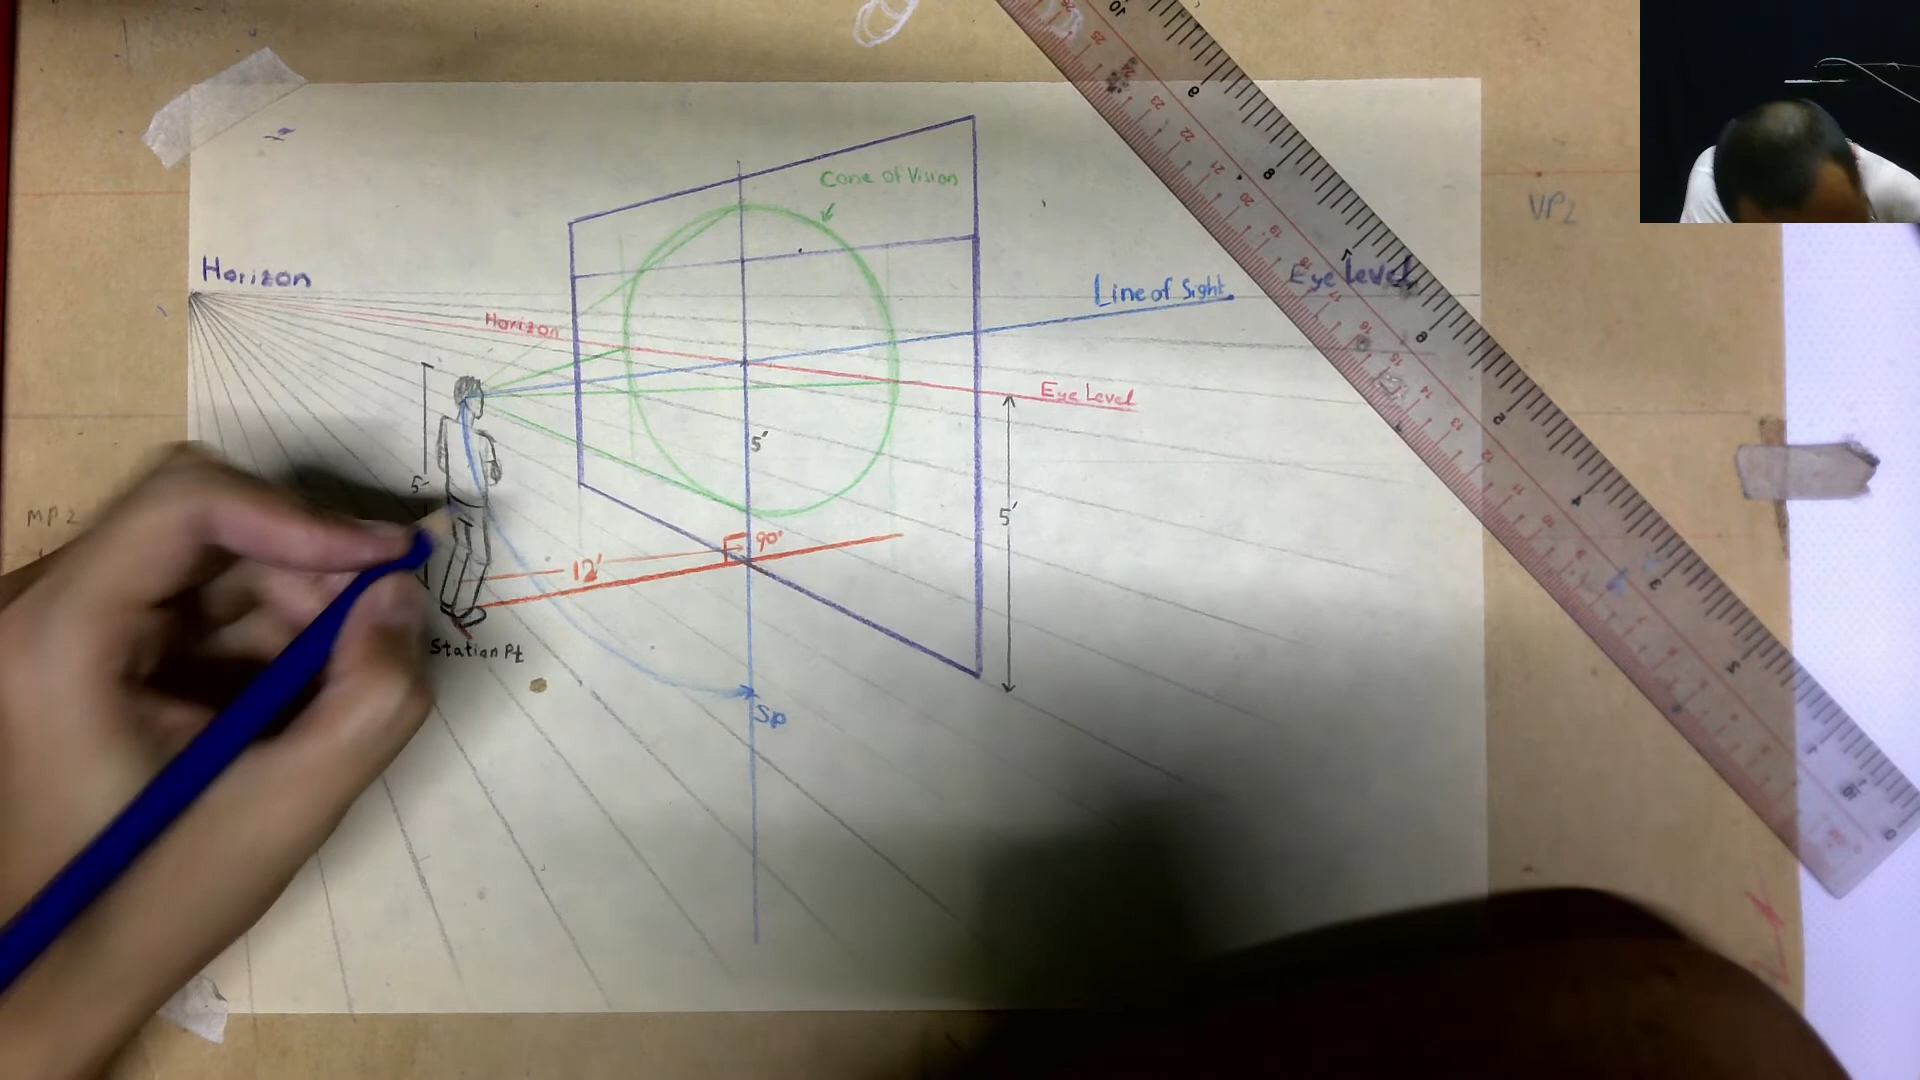 Cone of Vision
VP2
Horizon
Eye Level
Line of Sight
Horizon
Eye Level
5'
5'
5'
MP2
90°
12'
Station Pt
SP